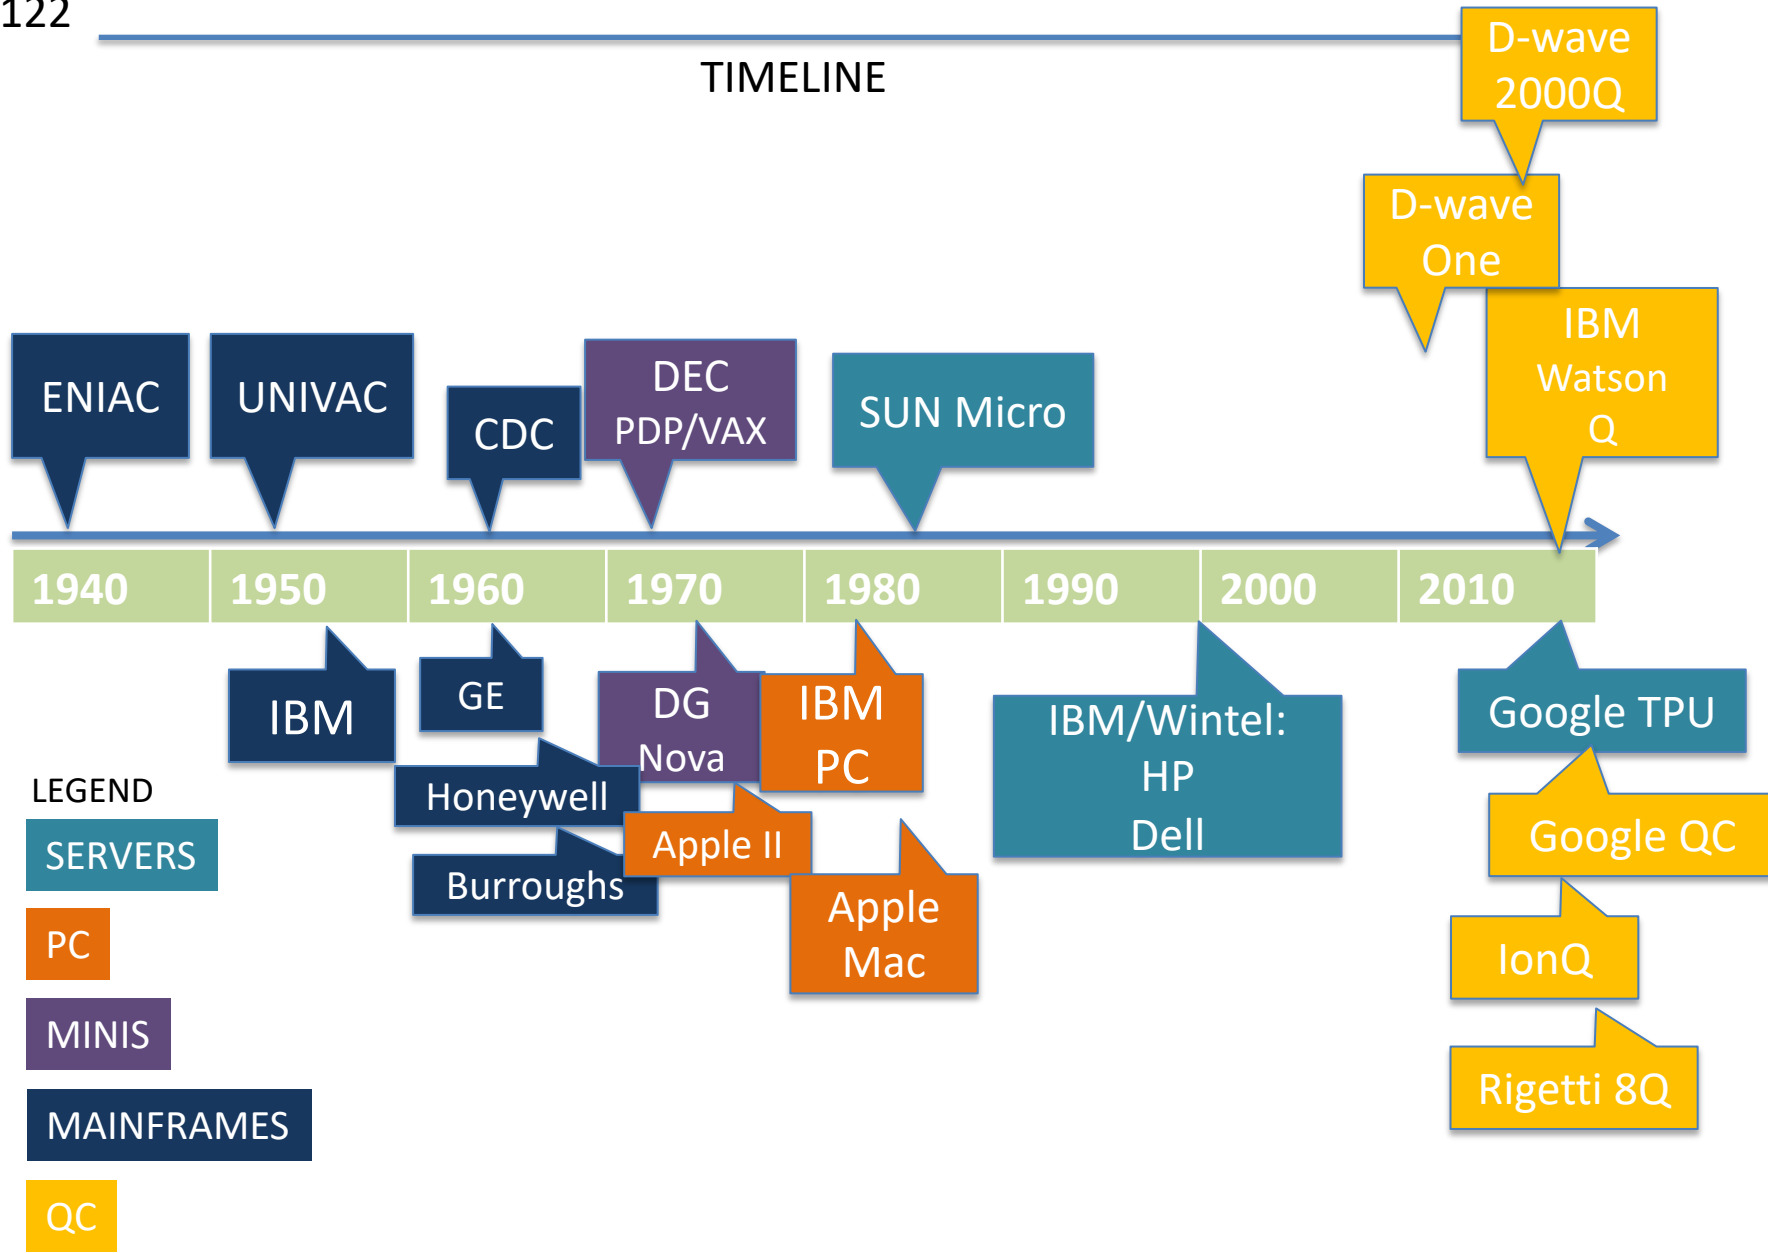 122
TIMELINE
D-wave
2000Q
D-wave
One
IBM
Watson
Q
ENIAC
UNIVAC
CDC
DEC
PDP/VAX
SUN Micro
1940 1950 1960 1970 1980 1990 2000 2010
IBM
GE
Honeywell
Burroughs
DG
Nova
Apple II
IBM
PC
Apple
Mac
IBM/Wintel:
HP
Dell
Google TPU
Google QC
IonQ
Rigetti 8Q
LEGEND
SERVERS
PC
MINIS
MAINFRAMES
QC